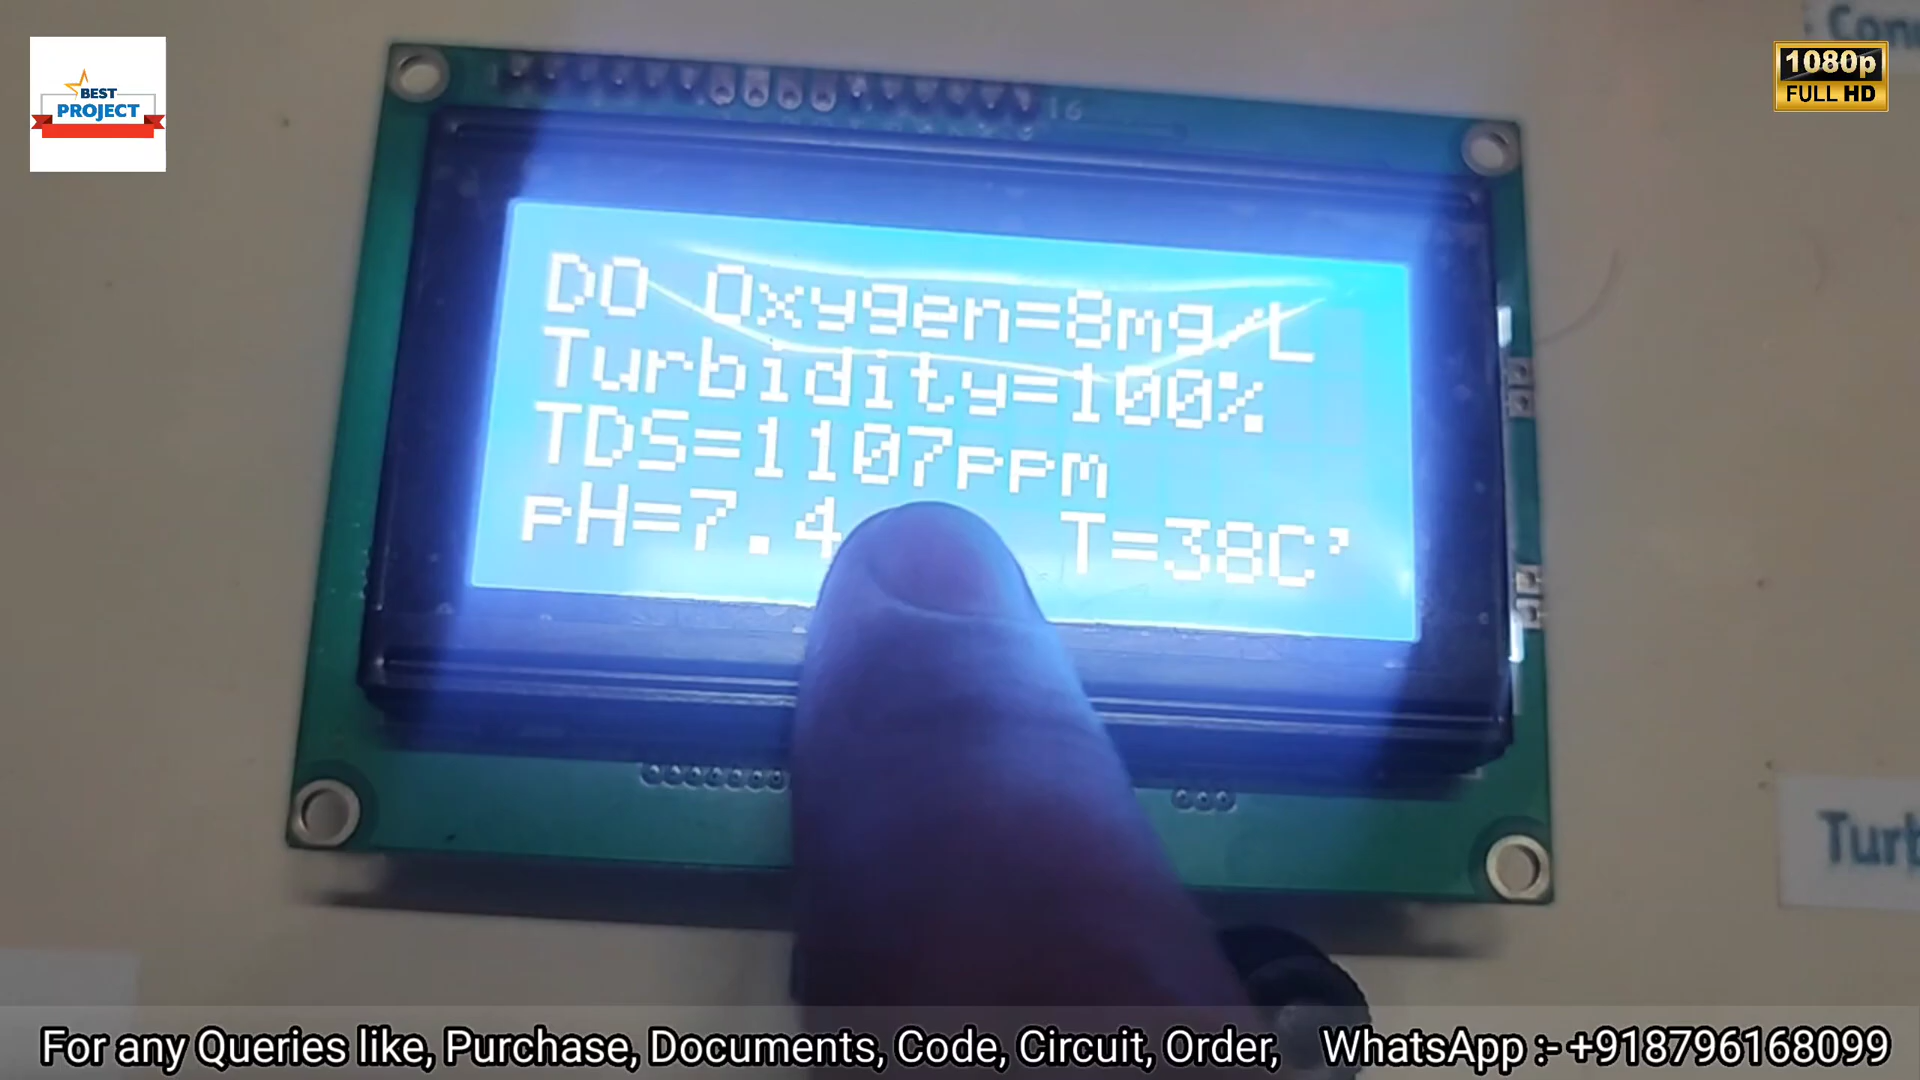 BEST
PROJECT
1080p
FULL HD
16
DO Oxygen=8mg/L
Turbidity=100%
TDS=1107ppm
pH=7.4 T=38C'
For any Queries like, Purchase, Documents, Code, Circuit, Order, WhatsApp :- +918796168099